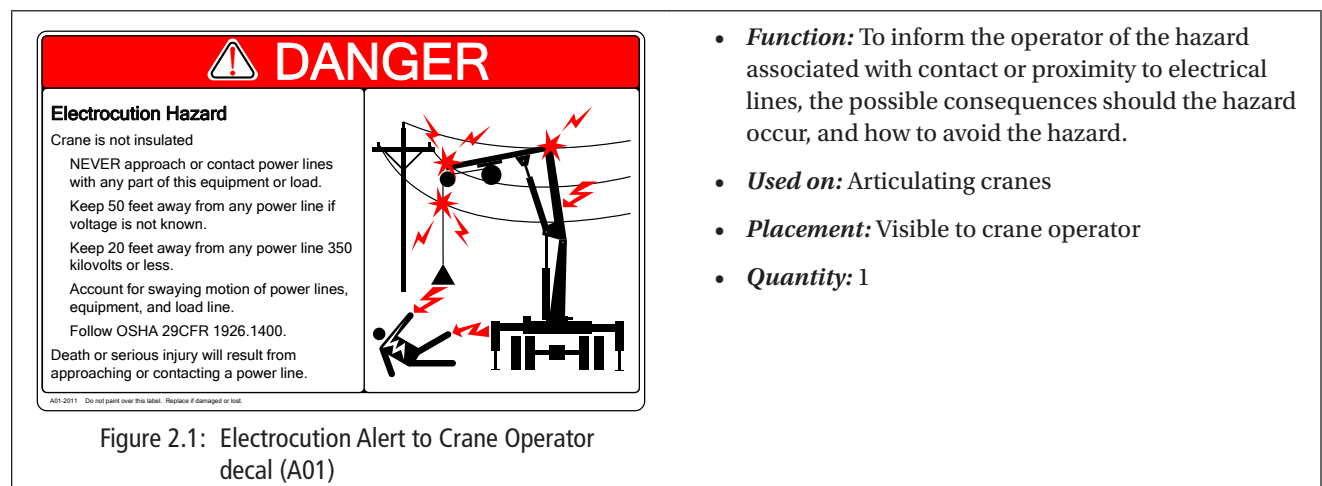 DANGER
Electrocution Hazard
Crane is not insulated
NEVER approach or contact power lines
with any part of this equipment or load.
Keep 50 feet away from any power line if
voltage is not known.
Keep 20 feet away from any power line 350
kilovolts or less.
Account for swaying motion of power lines,
equipment, and load line.
Follow OSHA 29CFR 1926.1400.
Death or serious injury will result from
approaching or contacting a power line.
A01-2011 Do not paint over this label. Replace if damaged or lost.
Figure 2.1: Electrocution Alert to Crane Operator
decal (A01)
• Function: To inform the operator of the hazard
associated with contact or proximity to electrical
lines, the possible consequences should the hazard
occur, and how to avoid the hazard.
• Used on: Articulating cranes
• Placement: Visible to crane operator
• Quantity: 1